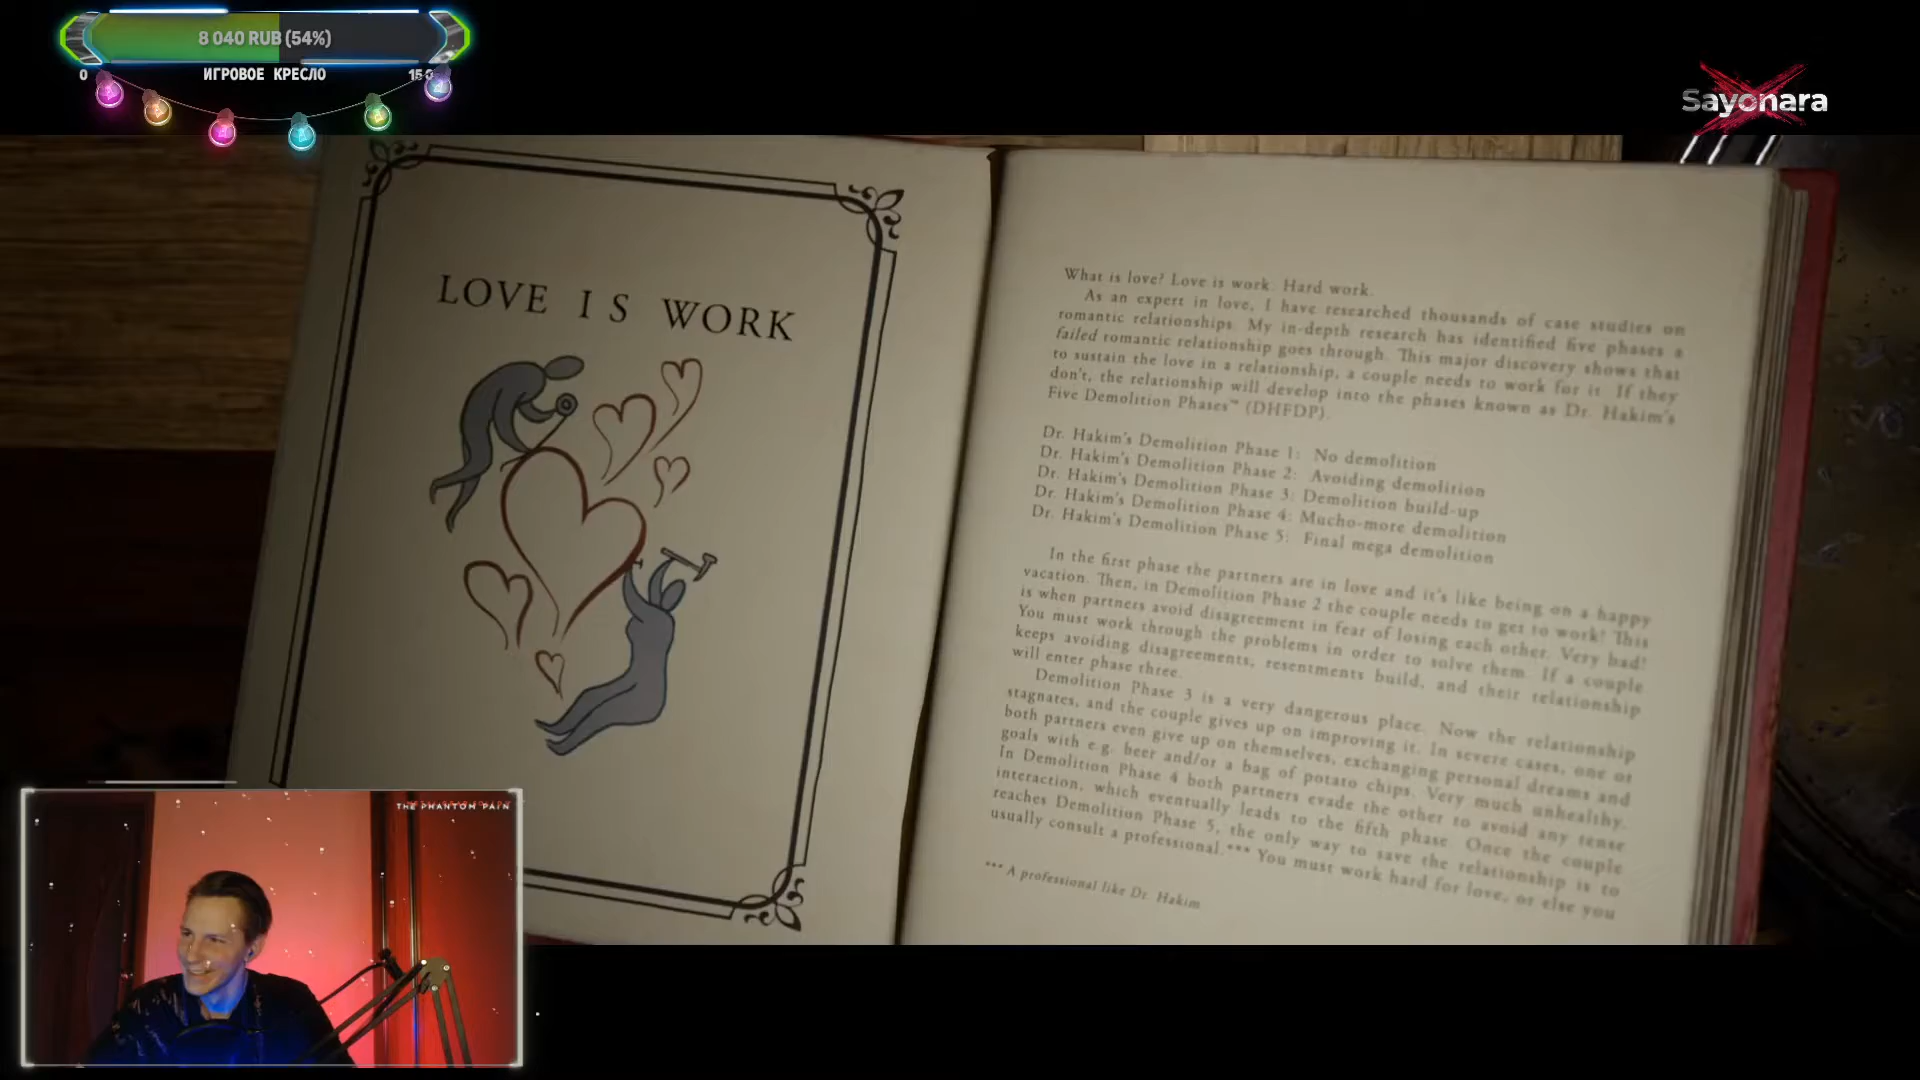 8 040 RUB (54%)
0
ИГРОВОЕ КРЕСЛО
Sayonara
LOVE IS WORK
What is love? Love is work. Hard work.
As an expert in love, I have researched thousands of case studies on
romantic relationships. My in-depth research has identified five phases a
failed romantic relationship goes through. This major discovery shows that
to sustain the love in a relationship, a couple needs to work for it. If they
don't, the relationship will develop into the phases known as Dr. Hakim's
Five Demolition Phases™ (DHFDP).
Dr. Hakim's Demolition Phase 1: No demolition
Dr. Hakim's Demolition Phase 2: Avoiding demolition
Dr. Hakim's Demolition Phase 3: Demolition build-up
Dr. Hakim's Demolition Phase 4: Mucho-more demolition
Dr. Hakim's Demolition Phase 5: Final mega demolition
In the first phase the partners are in love and it's like being on a happy
vacation. Then, in Demolition Phase 2 the couple needs to get to work! This
is when partners avoid disagreement in fear of losing each other. Very bad!
You must work through the problems in order to solve them. If a couple
keeps avoiding disagreements, resentments build, and their relationship
will enter phase three.
Demolition Phase 3 is a very dangerous place. Now the relationship
stagnates, and the couple gives up on improving it. In severe cases, one or
both partners even give up on themselves, exchanging personal dreams and
goals with e.g. beer and/or a bag of potato chips. Very much unhealthy.
In Demolition Phase 4 both partners evade the other to avoid any tense
interaction, which eventually leads to the fifth phase. Once the couple
reaches Demolition Phase 5, the only way to save the relationship is to
usually consult a professional.*** You must work hard for love, or else you
*** A professional like Dr. Hakim
THE PHANTOM PAIN